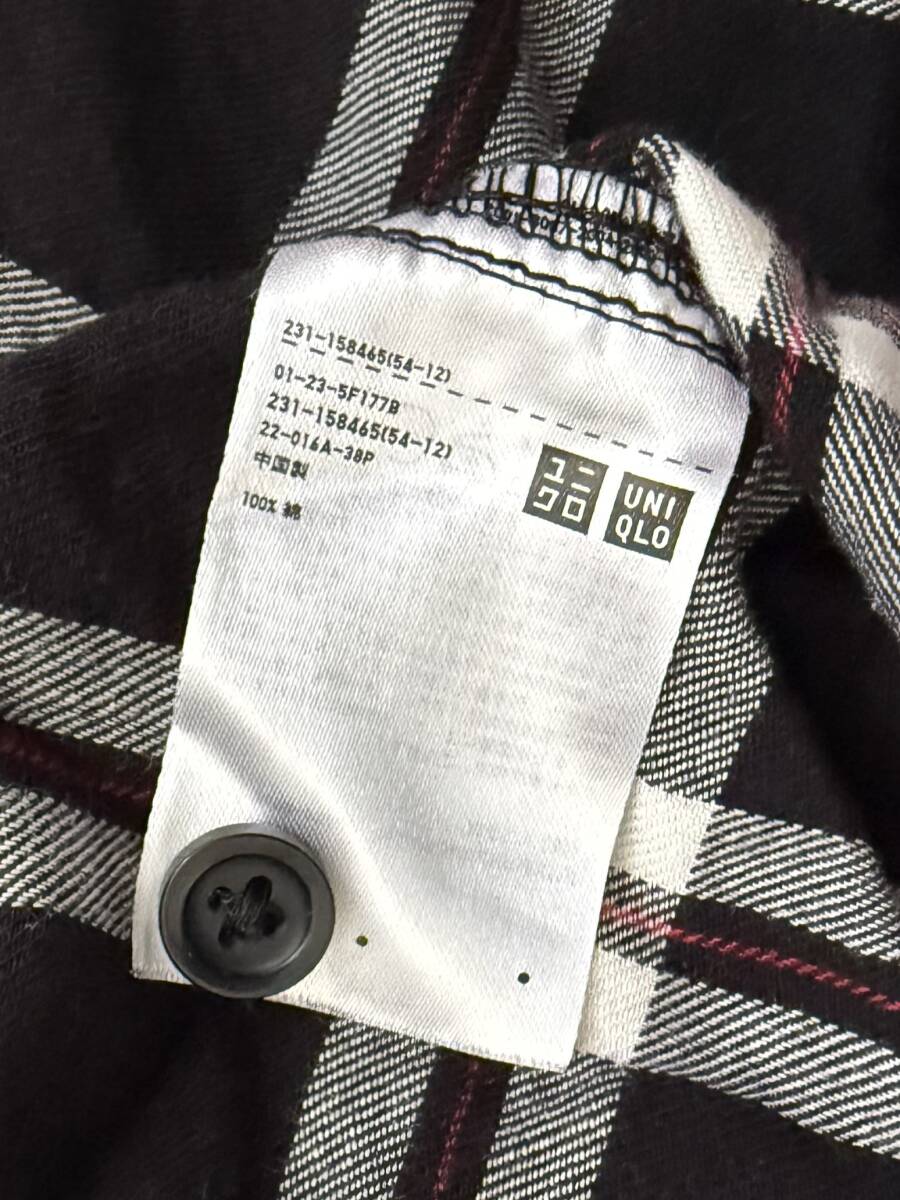 231-158465(54-12)
01-23-5F177B
231-158465(54-12)
22-016A-38P
中国製
100% 綿
ユニ
クロ
UNI
QLO